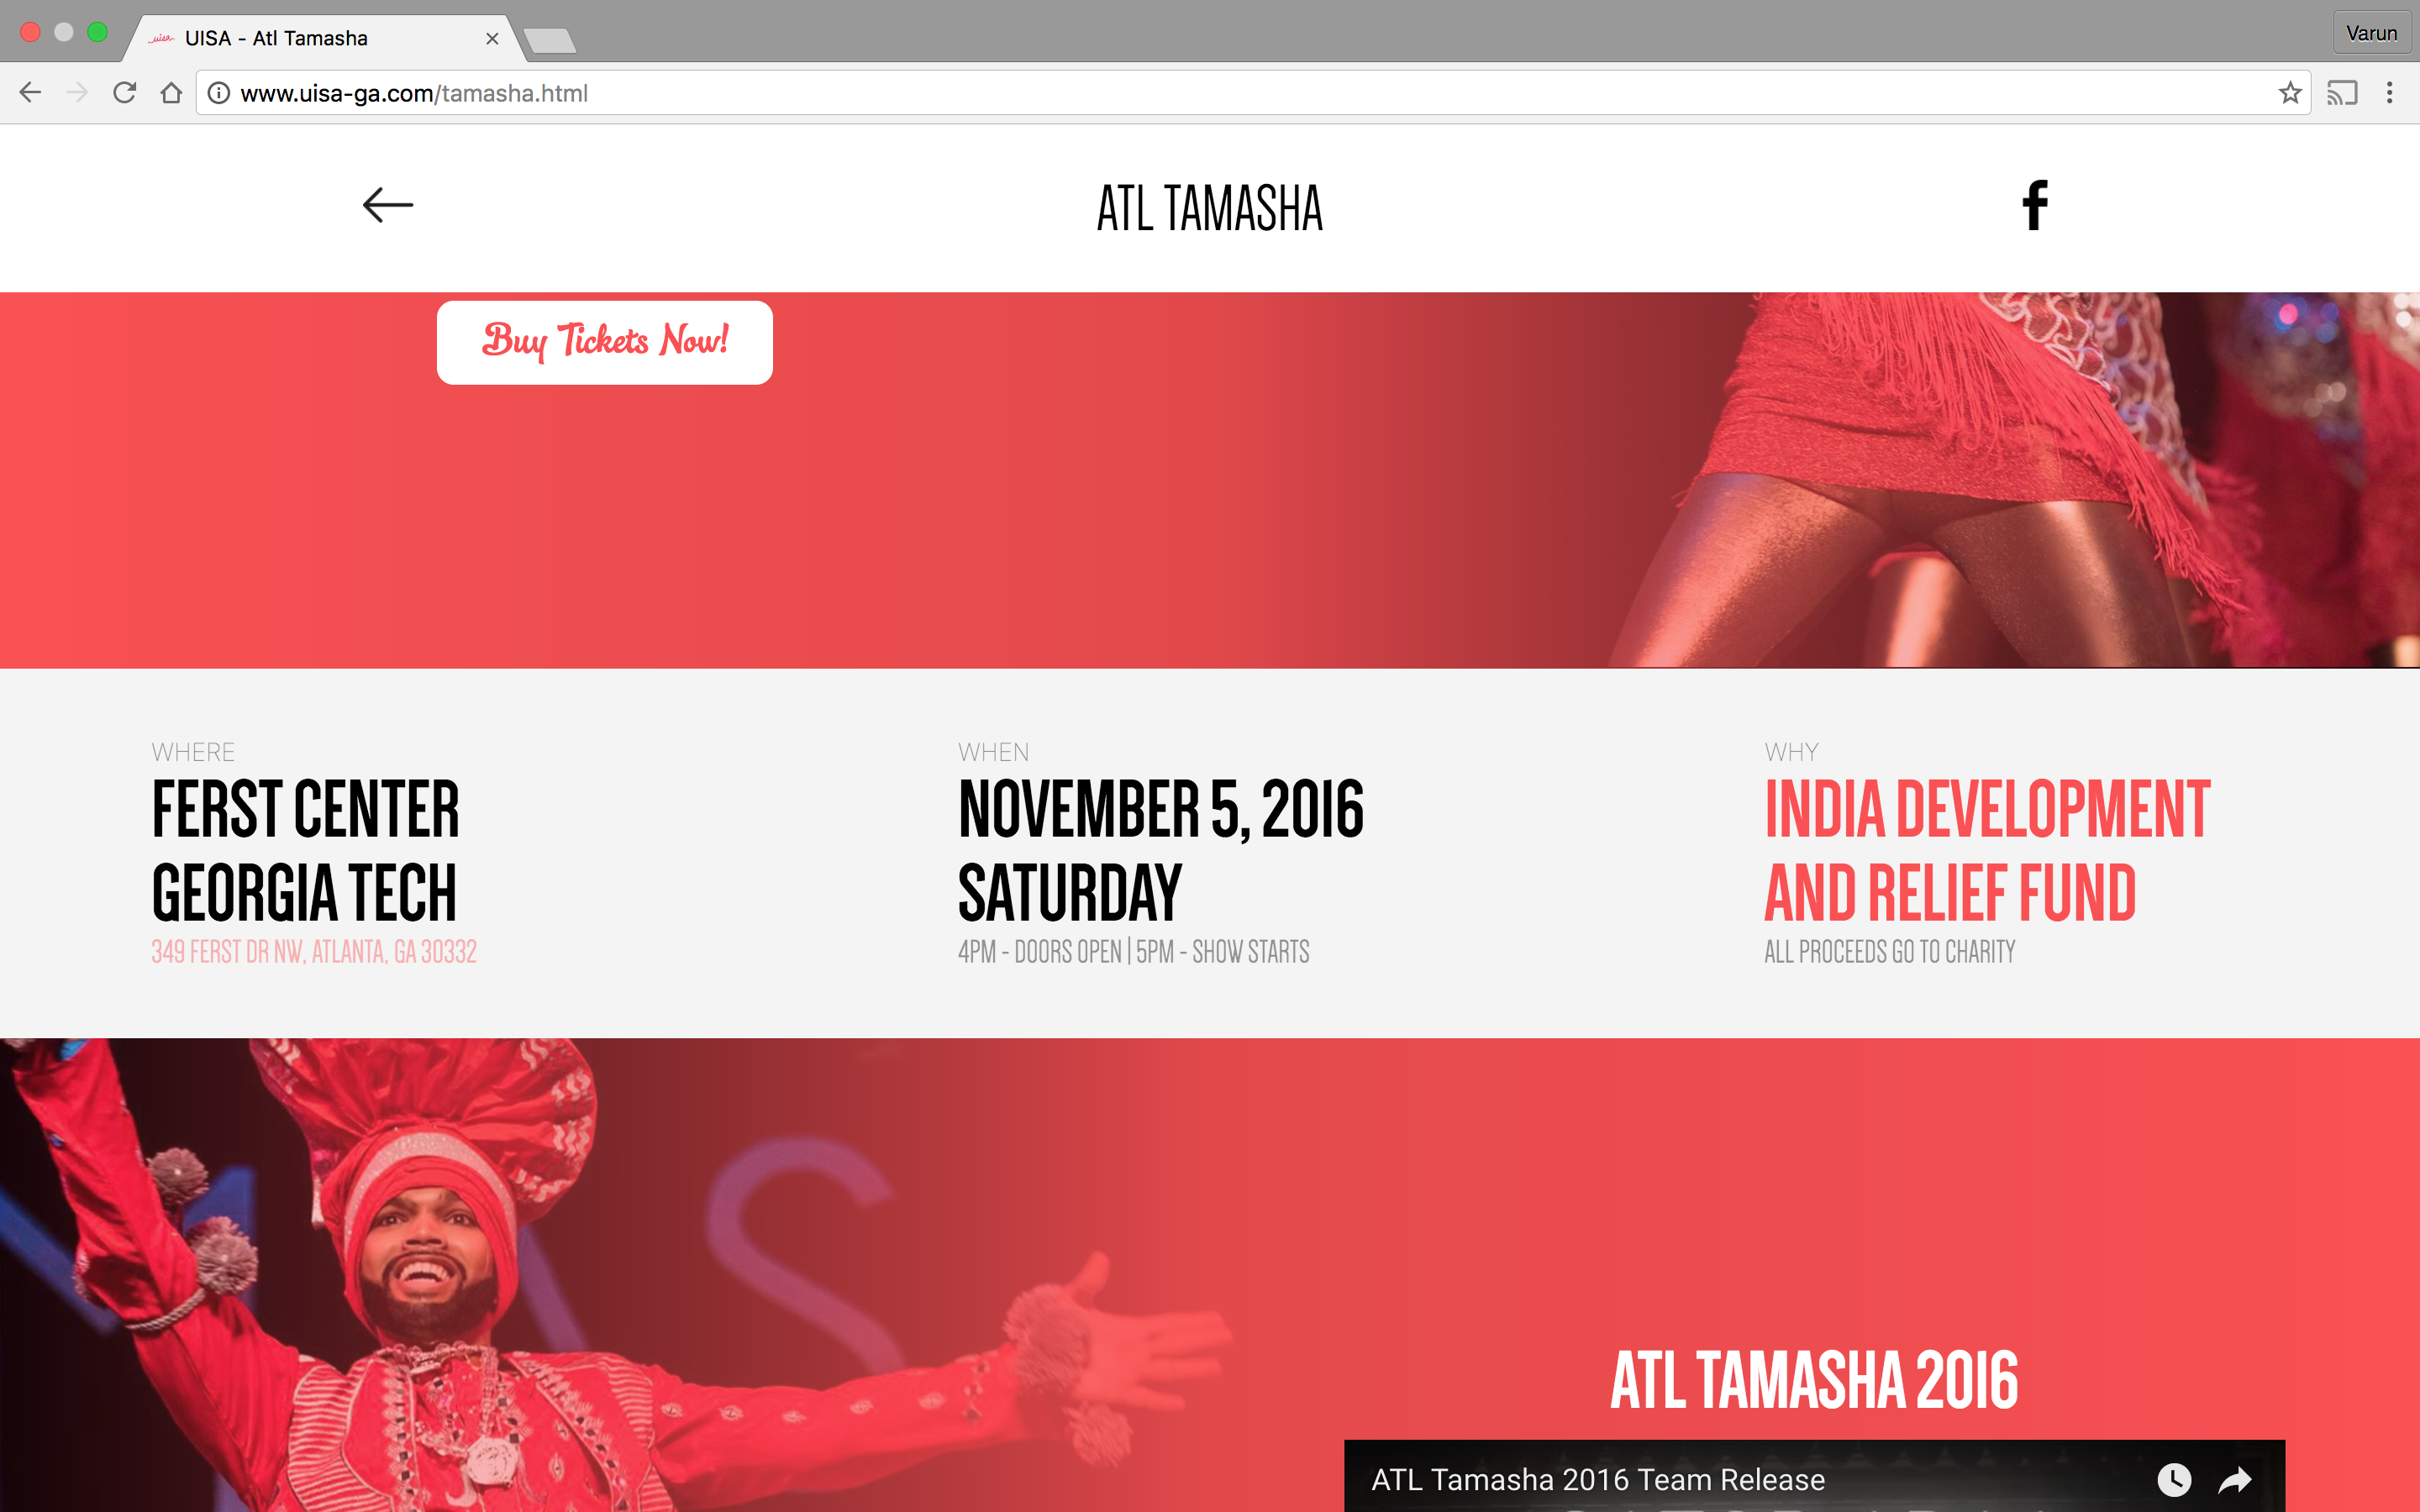 UISA - Atl Tamasha
Varun
www.uisa-ga.com/tamasha.html
ATL TAMASHA
f
Buy Tickets Now!
WHERE
FERST CENTER
GEORGIA TECH
349 FERST DR NW, ATLANTA, GA 30332
WHEN
NOVEMBER 5, 2016
SATURDAY
4PM - DOORS OPEN | 5PM - SHOW STARTS
WHY
INDIA DEVELOPMENT
AND RELIEF FUND
ALL PROCEEDS GO TO CHARITY
ATL TAMASHA 2016
ATL Tamasha 2016 Team Release